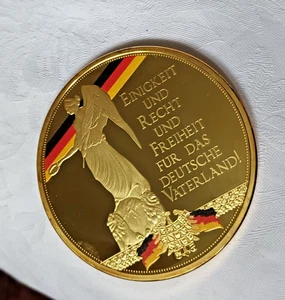 Einigkeit
und
Recht
und
Freiheit
für das
deutsche
Vaterland!